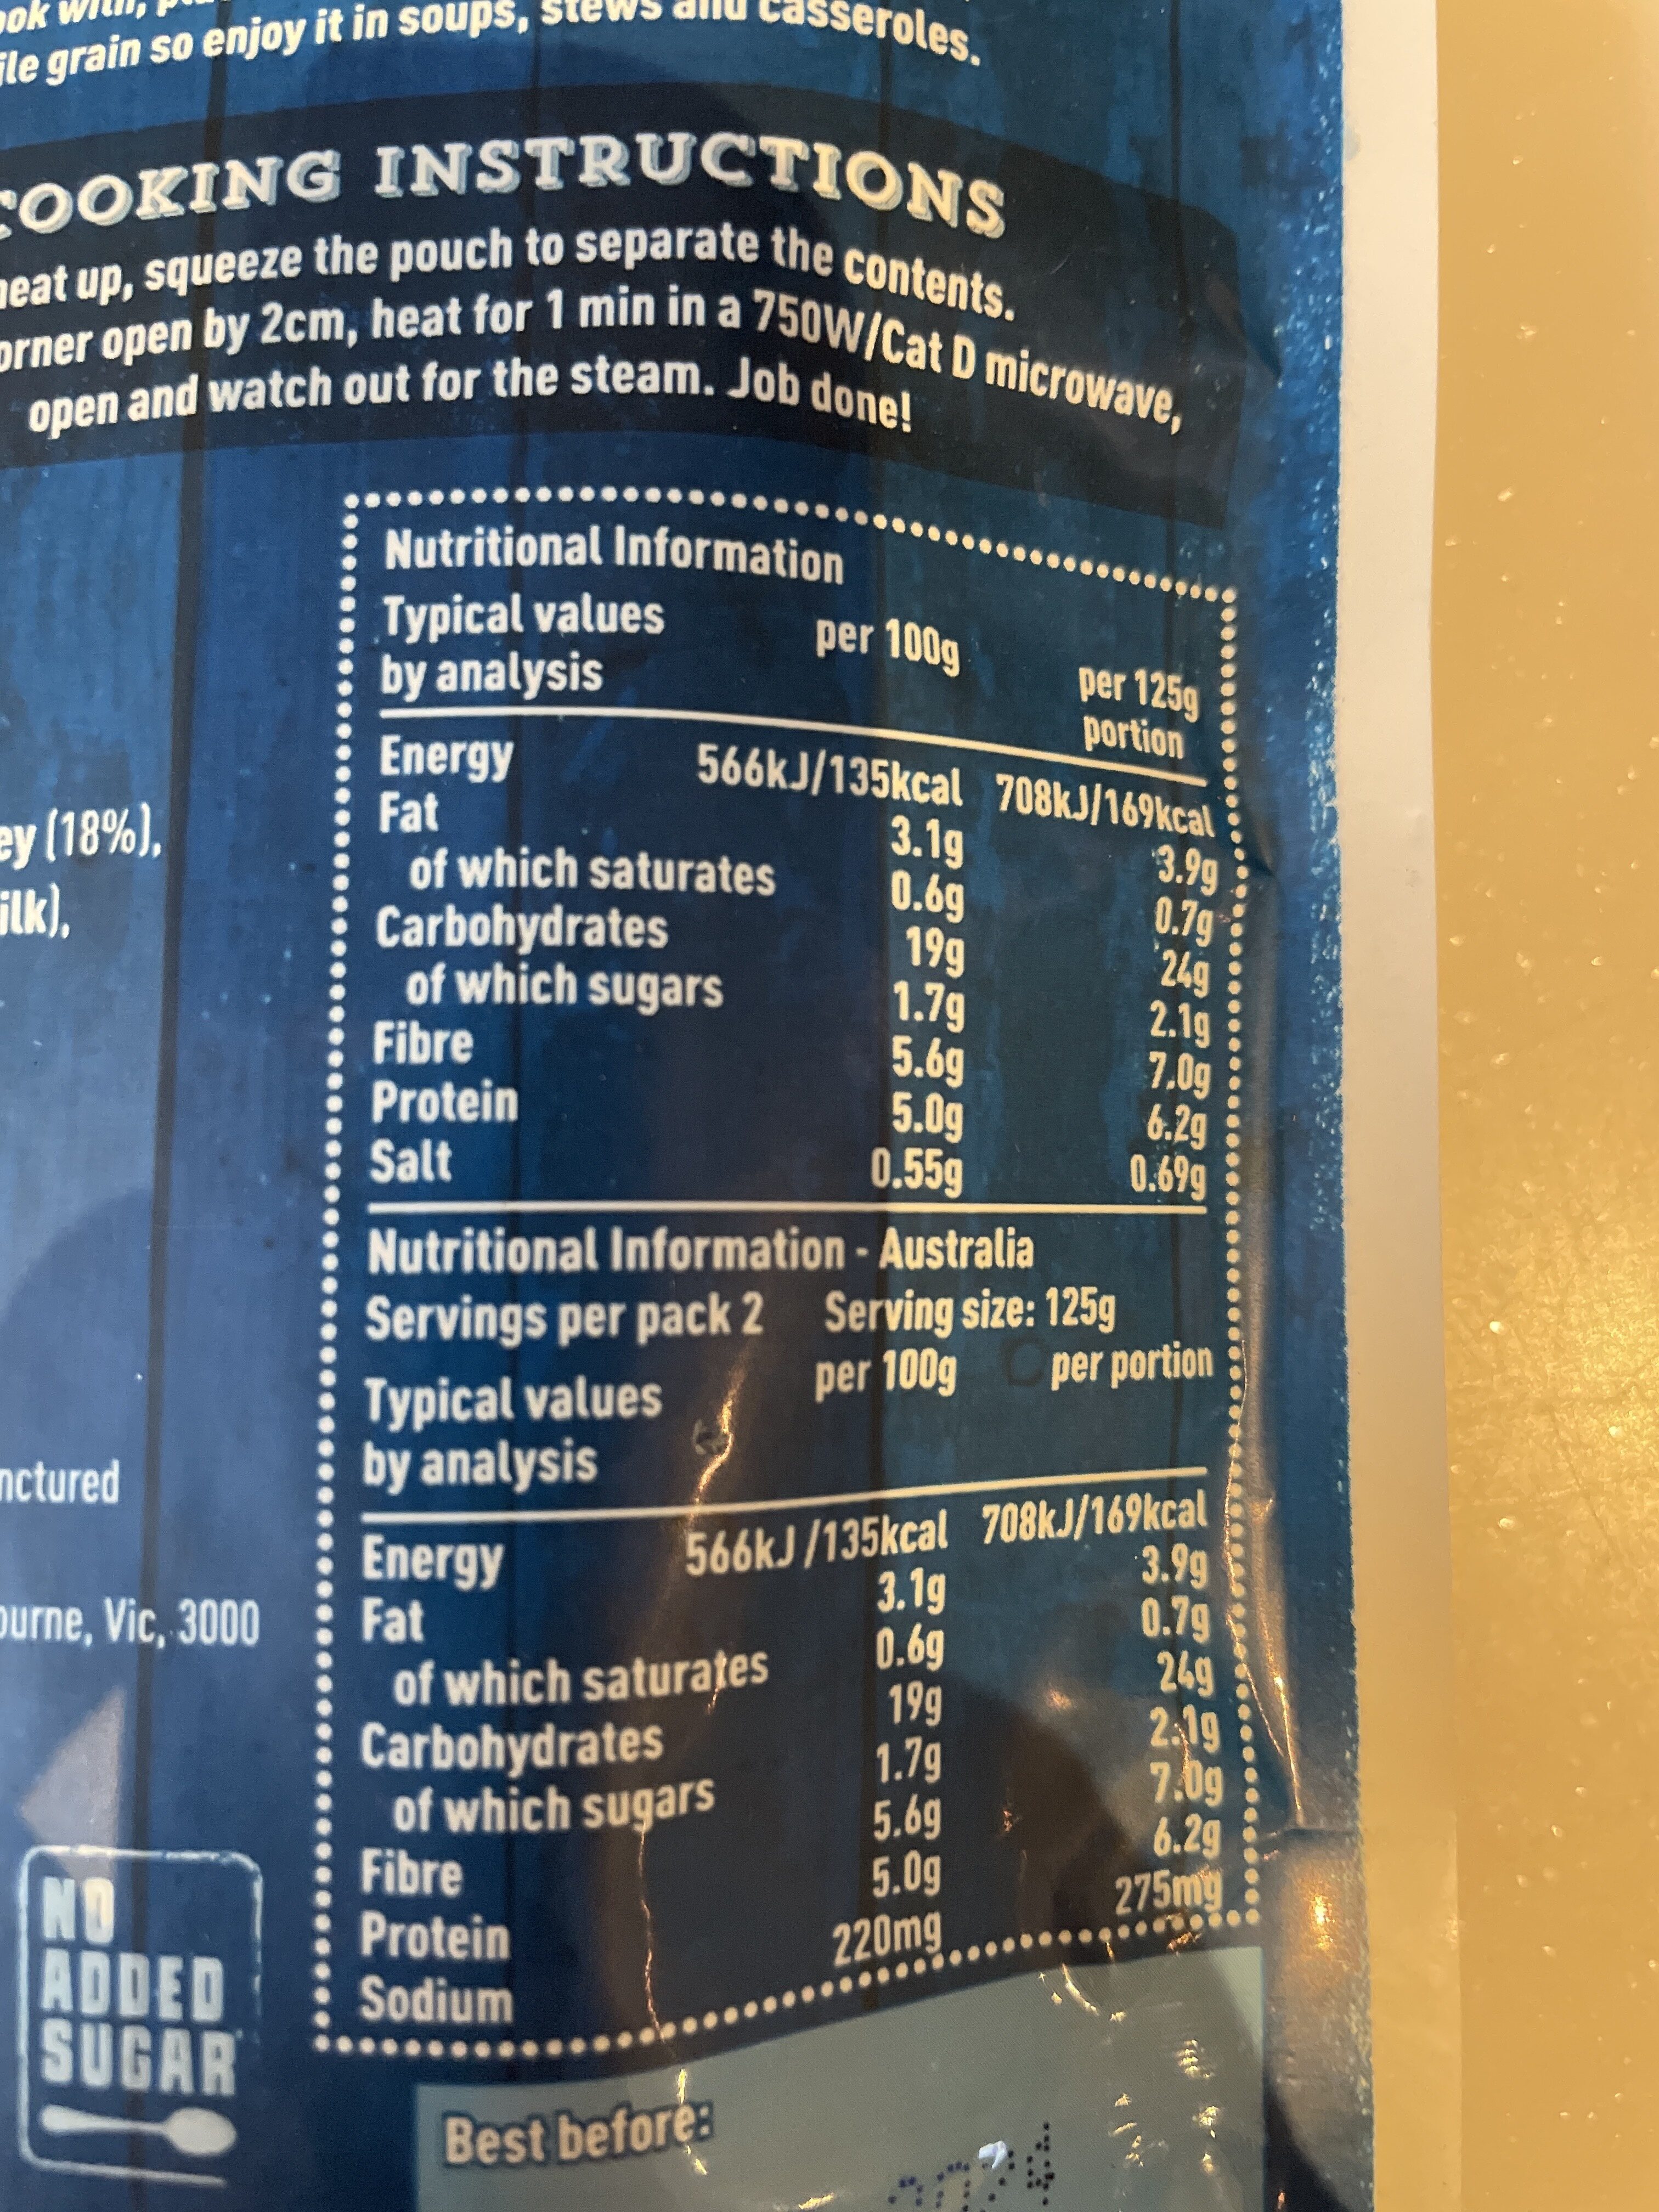 grain so enjoy it in soups, stews and casseroles.
COOKING INSTRUCTIONS
heat up, squeeze the pouch to separate the contents.
corner open by 2cm, heat for 1 min in a 750W/Cat D microwave,
open and watch out for the steam. Job done!
Nutritional Information
Typical values by analysis per 100g per 125g portion
Energy 566kJ/135kcal 708kJ/169kcal
Fat 3.1g 3.9g
of which saturates 0.6g 0.7g
Carbohydrates 19g 24g
of which sugars 1.7g 2.1g
Fibre 5.6g 7.0g
Protein 5.0g 6.2g
Salt 0.55g 0.69g
Nutritional Information - Australia
Servings per pack 2 Serving size: 125g
Typical values by analysis per 100g per portion
Energy 566kJ/135kcal 708kJ/169kcal
Fat 3.1g 3.9g
of which saturates 0.6g 0.7g
Carbohydrates 19g 24g
of which sugars 1.7g 2.1g
Fibre 5.6g 7.0g
Protein 5.0g 6.2g
Sodium 220mg 275mg
(18%),
nctured
ourne, Vic, 3000
NO
ADDED
SUGAR
Best before: